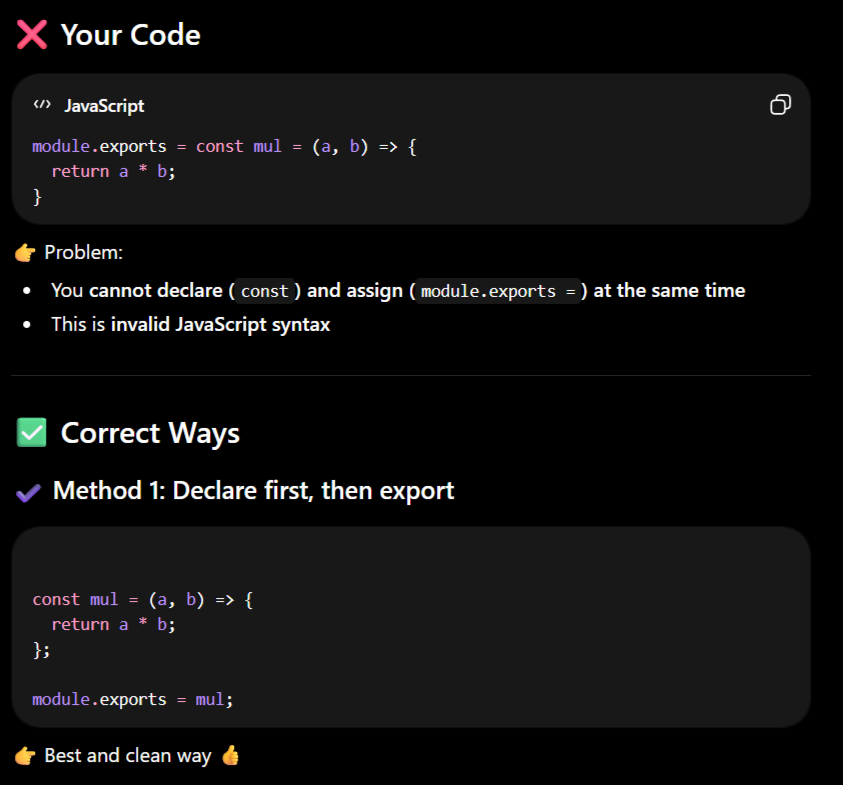 ❌ Your Code
JavaScript
module.exports = const mul = (a, b) => {
  return a * b;
}
👉 Problem:
• You cannot declare ( const ) and assign ( module.exports = ) at the same time
• This is invalid JavaScript syntax
✅ Correct Ways
✔ Method 1: Declare first, then export
const mul = (a, b) => {
  return a * b;
};
module.exports = mul;
👉 Best and clean way 👍